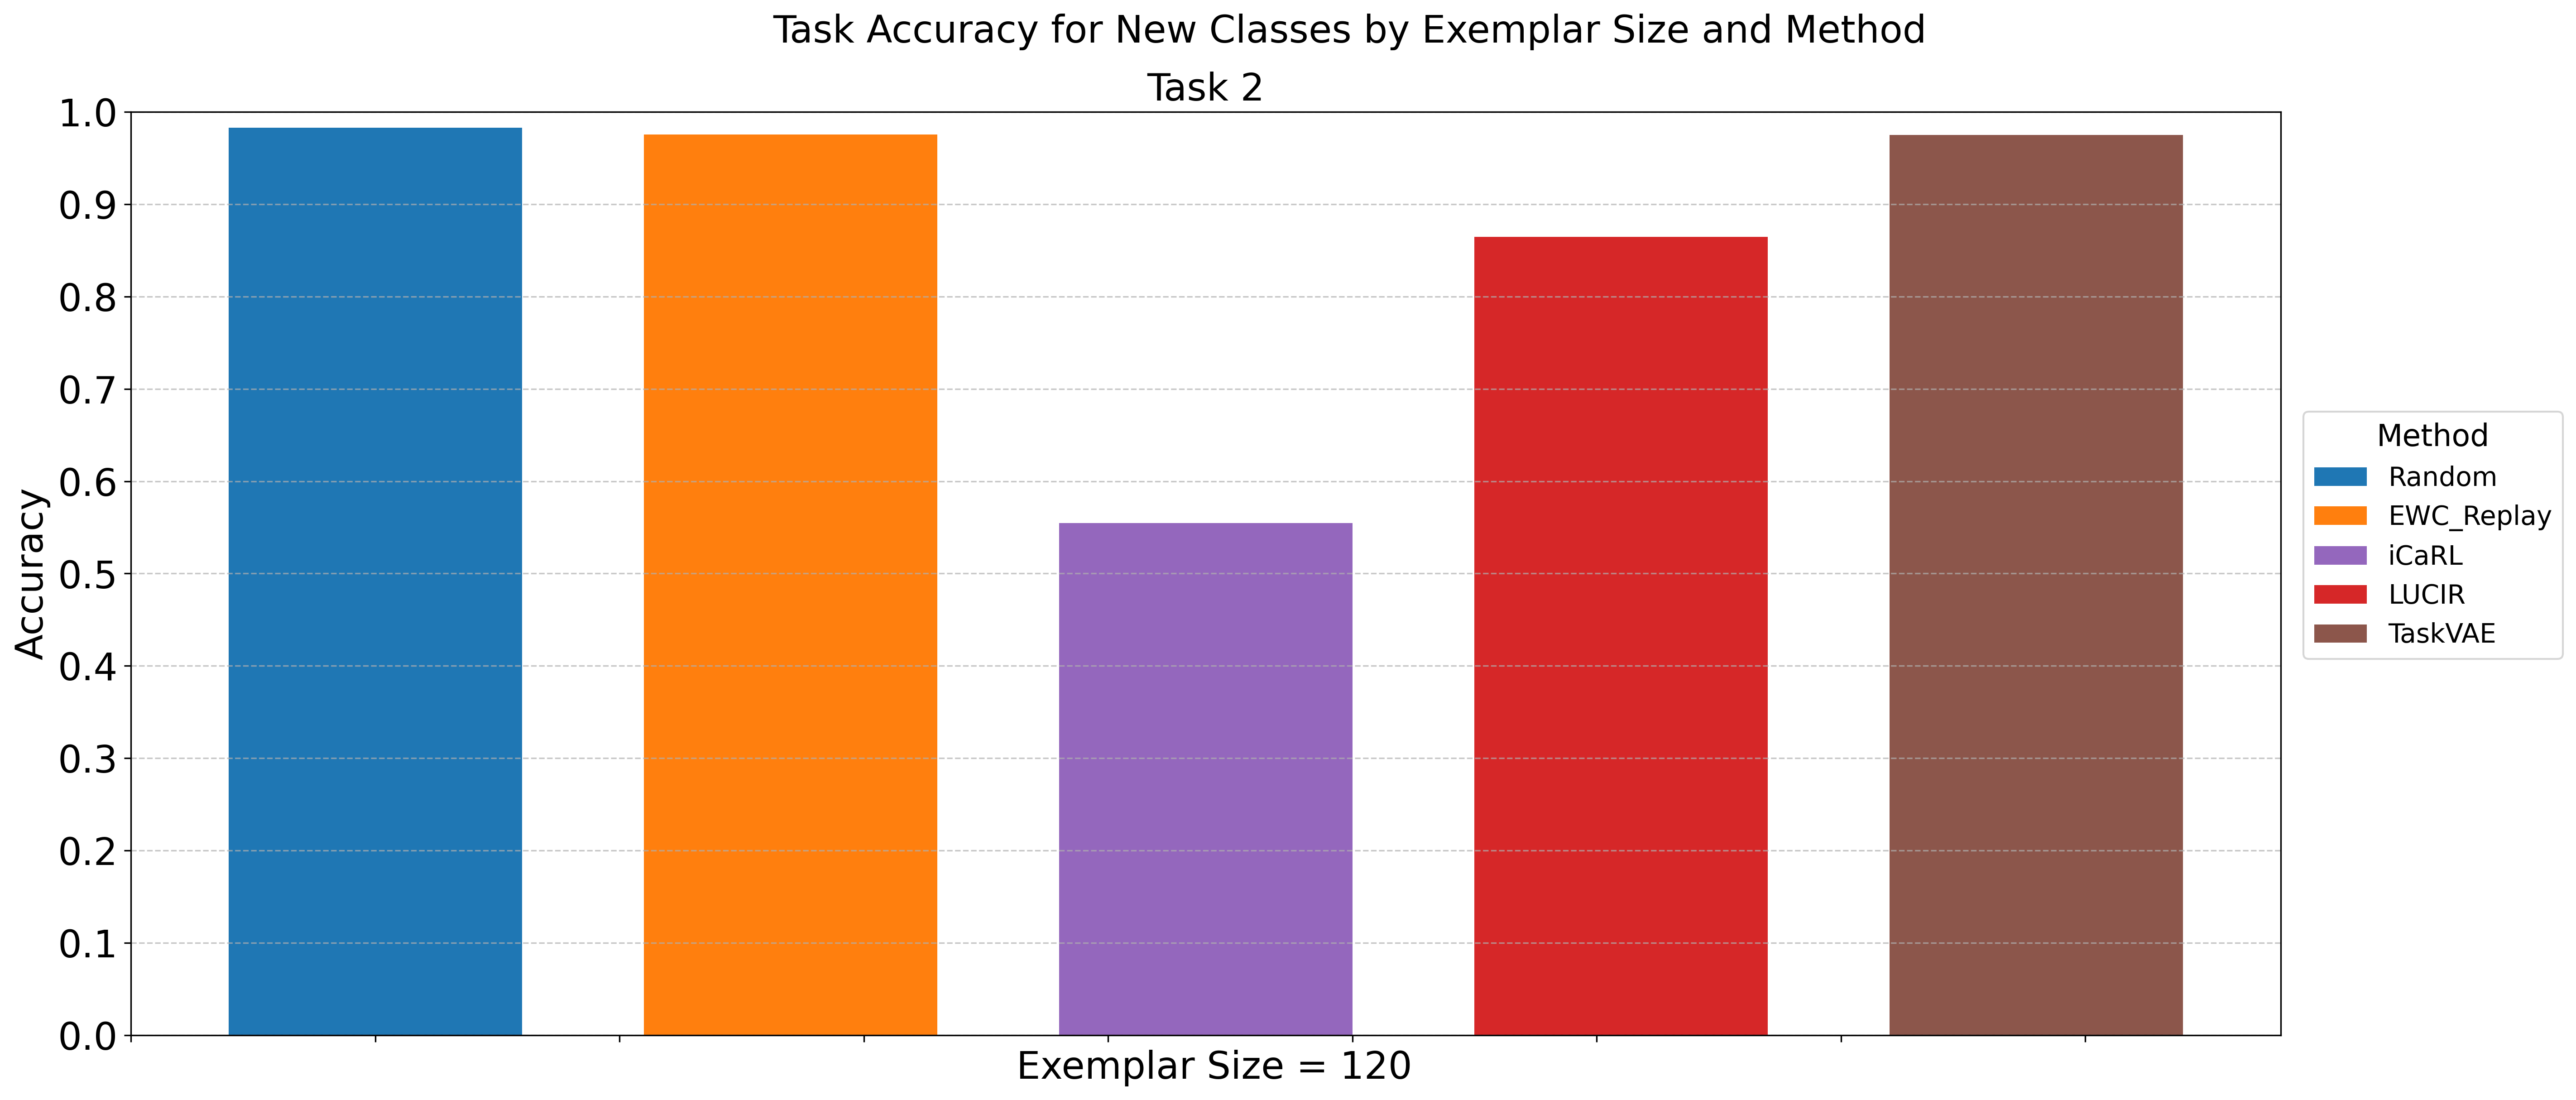 Task Accuracy for New Classes by Exemplar Size and Method
Task 2
1.0
0.9
0.8
0.7
0.6
0.5
0.4
0.3
0.2
0.1
0.0
Accuracy
Exemplar Size = 120
Method
Random
EWC_Replay
iCaRL
LUCIR
TaskVAE